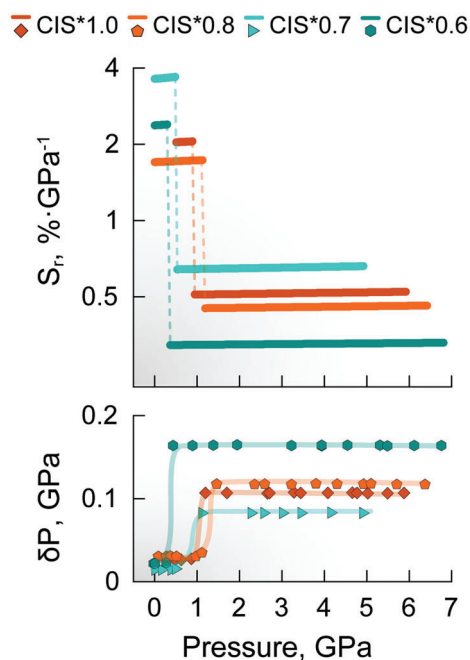 CIS*1.0 CIS*0.8 CIS*0.7 CIS*0.6
4
2
1
0.5
Sr, %·GPa-1
0.2
0.1
0
δP, GPa
0 1 2 3 4 5 6 7
Pressure, GPa